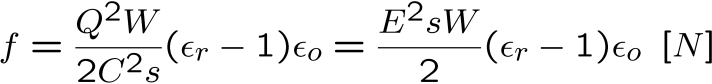 f = \frac{Q^2 W}{2C^2 s}(\epsilon_r - 1)\epsilon_o = \frac{E^2 s W}{2}(\epsilon_r - 1)\epsilon_o \ [N]